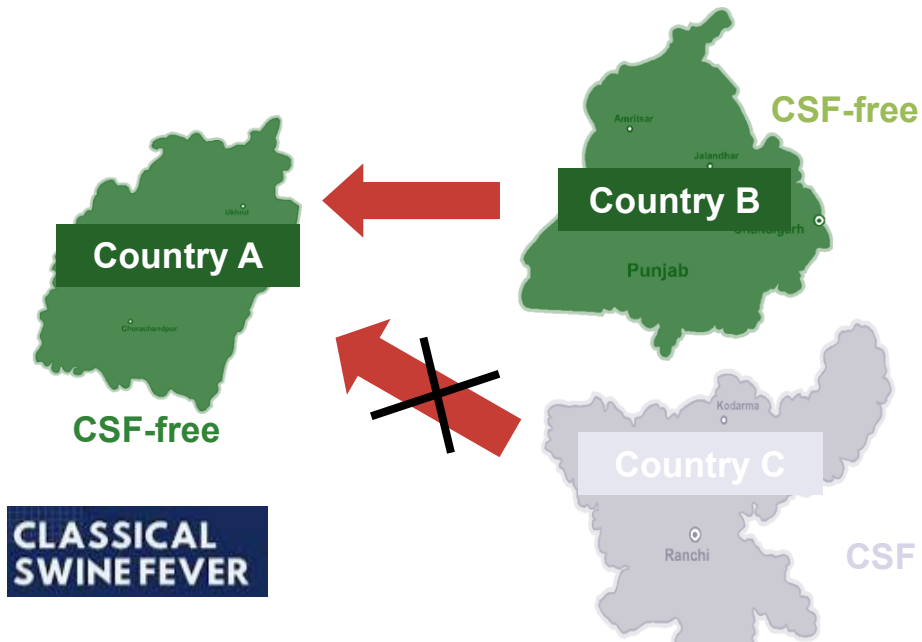 CSF-free
Amritsar
Jalandhar
Country B
Chandigarh
Punjab
Ukhrul
Country A
Churachandpur
CSF-free
Kodarma
Country C
Ranchi
CSF
CLASSICAL
SWINE FEVER